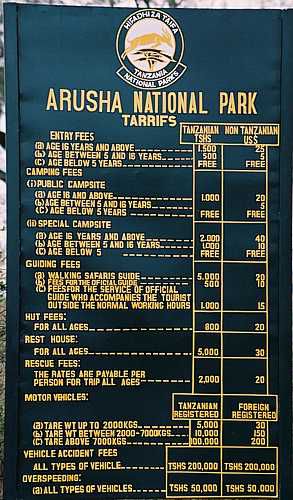 HIFADHI ZA TAIFA
TANZANIA
NATIONAL PARKS
ARUSHA NATIONAL PARK
TARRIFS
ENTRY FEES TANZANIAN TSHS NON TANZANIAN US$
(a) AGE 16 YEARS AND ABOVE 1.500 25
(b) AGE BETWEEN 5 AND 16 YEARS 500 5
(C) AGE BELOW 5 YEARS FREE FREE
CAMPING FEES
(i) PUBLIC CAMPSITE
(a) AGE 16 AND ABOVE 1.000 20
(b) AGE BETWEEN 5 AND 16 YEARS 5
(C) AGE BELOW 5 YEARS FREE FREE
(ii) SPECIAL CAMPSITE
(a) AGE 16 YEARS AND ABOVE 2.000 40
(b) AGE BETWEEN 5 AND 16 YEARS 1.000 10
(C) AGE BELOW 5 YEARS FREE FREE
GUIDING FEES
(a) WALKING SAFARIS GUIDE 5.000 20
(b) FEES FOR THE OFFICIAL GUIDE 500 10
(C) FEES FOR THE SERVICE OF OFFICIAL
GUIDE WHO ACCOMPANIES THE TOURIST
OUTSIDE THE NORMAL WORKING HOURS 1.000 15
HUT FEES:
FOR ALL AGES 800 20
REST HOUSE:
FOR ALL AGES 5,000 30
RESCUE FEES:
THE RATES ARE PAYABLE PER
PERSON FOR TRIP ALL AGES 2,000 20
MOTOR VEHICLES: TANZANIAN REGISTERED FOREIGN REGISTERED
(a) TARE WT UP TO 2000KGS 5,000 30
(b) TARE WT BETWEEN 2000-7000KGS 10,000 150
(C) TARE ABOVE 7000KGS 100,000 200
VEHICLE ACCIDENT FEES
ALL TYPES OF VEHICLE TSHS 200,000 TSHS 200,000
OVERSPEEDING:
(a) ALL TYPES OF VEHICLES TSHS 50,000 TSHS 50,000